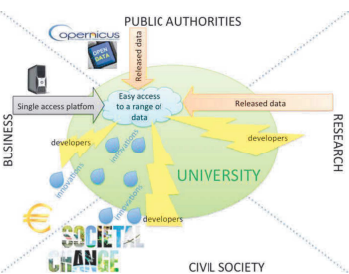 PUBLIC AUTHORITIES
Copernicus
OPEN
DATA
Released data
Easy access
to a range of
data
Single access platfom
Released data
BUSINESS
RESEARCH
developers
innovations
innovations
innovations
developers
UNIVERSITY
developers
€
SOCIETAL
CHANGE
CIVIL SOCIETY